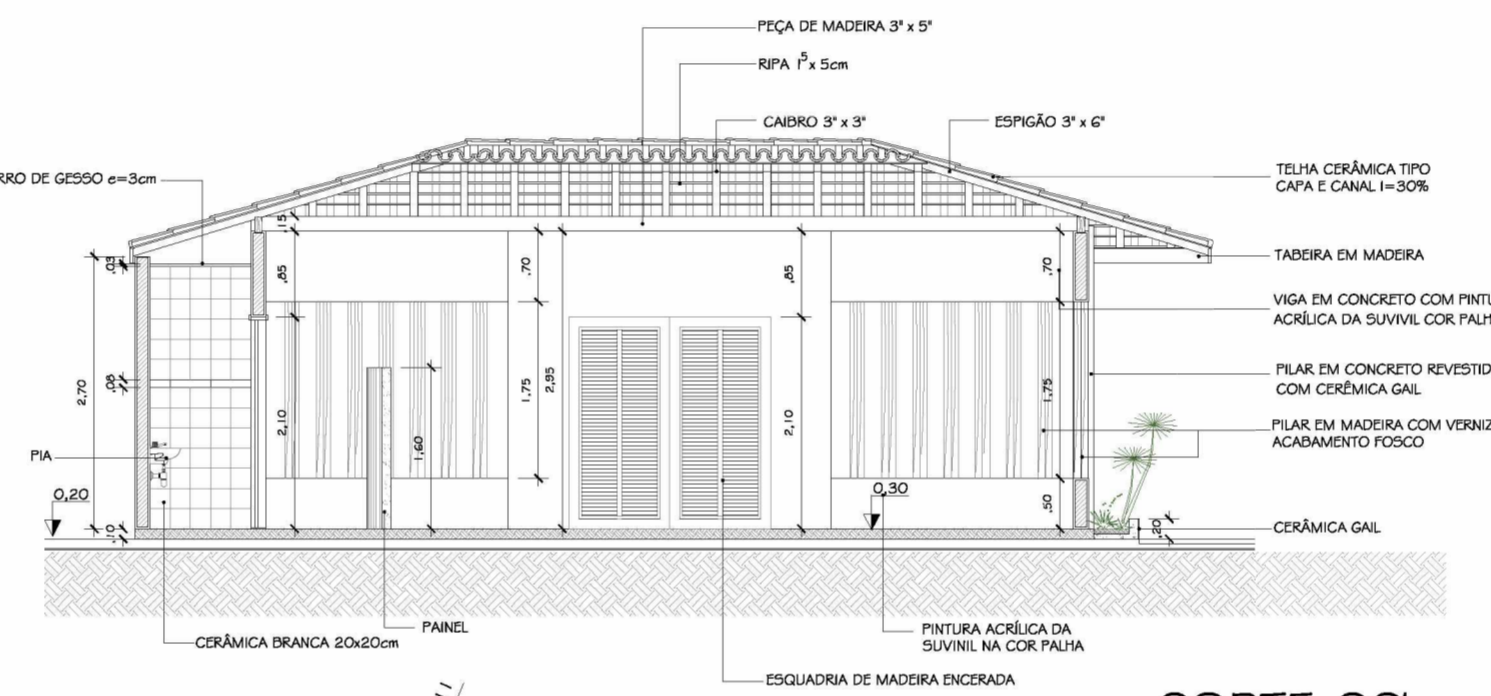 PEÇA DE MADEIRA 3" x 5"
RIPA 1⁵ x 5cm
CAIBRO 3" x 3"
ESPIGÃO 3" x 6"
RRO DE GESSO e=3cm
TELHA CERÂMICA TIPO
CAPA E CANAL I=30%
TABEIRA EM MADEIRA
VIGA EM CONCRETO COM PINTU
ACRÍLICA DA SUVIVIL COR PALH
PILAR EM CONCRETO REVESTID
COM CERÊMICA GAIL
PILAR EM MADEIRA COM VERNIZ
ACABAMENTO FOSCO
CERÂMICA GAIL
PIA
0,20
0,30
2,70
,03
,08
,10
,15
,85
2,10
1,60
,70
1,75
2,95
,85
2,10
,70
1,75
,50
,20
CERÂMICA BRANCA 20x20cm
PAINEL
PINTURA ACRÍLICA DA
SUVINIL NA COR PALHA
ESQUADRIA DE MADEIRA ENCERADA